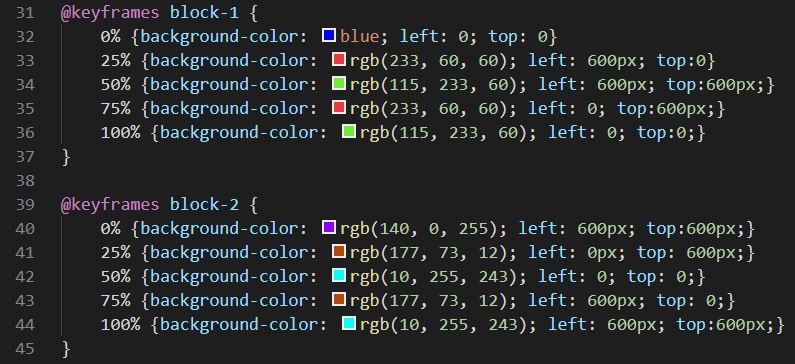 31 @keyframes block-1 {
32 0% {background-color: blue; left: 0; top: 0}
33 25% {background-color: rgb(233, 60, 60); left: 600px; top:0}
34 50% {background-color: rgb(115, 233, 60); left: 600px; top:600px;}
35 75% {background-color: rgb(233, 60, 60); left: 0; top:600px;}
36 100% {background-color: rgb(115, 233, 60); left: 0; top:0;}
37 }
38
39 @keyframes block-2 {
40 0% {background-color: rgb(140, 0, 255); left: 600px; top:600px;}
41 25% {background-color: rgb(177, 73, 12); left: 0px; top: 600px;}
42 50% {background-color: rgb(10, 255, 243); left: 0; top: 0;}
43 75% {background-color: rgb(177, 73, 12); left: 600px; top: 0;}
44 100% {background-color: rgb(10, 255, 243); left: 600px; top:600px;}
45 }